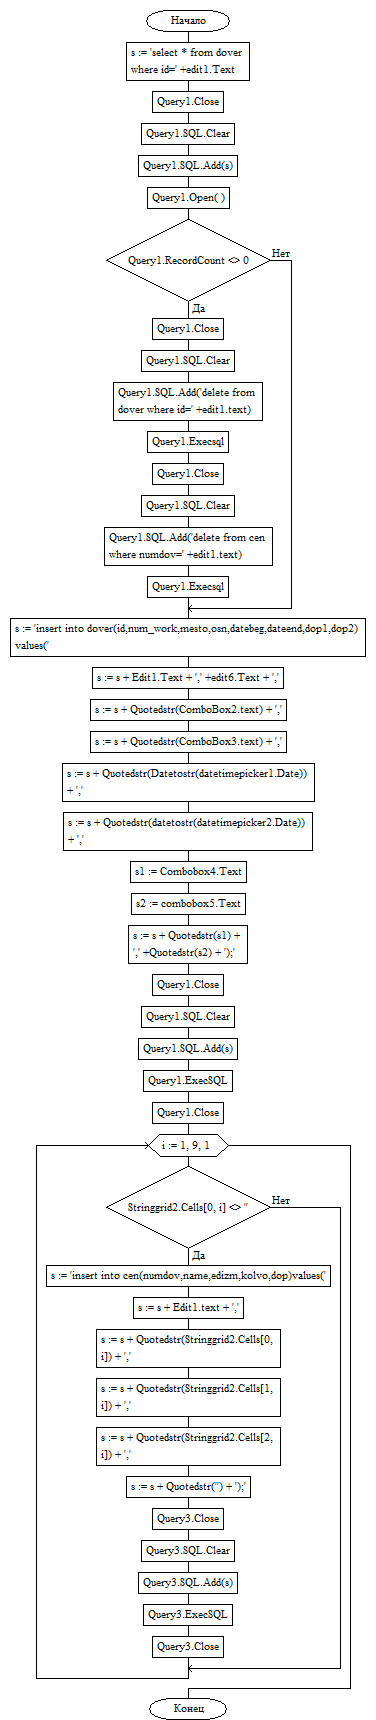 Начало
s := 'select * from dover
where id=' +edit1.Text
Query1.Close
Query1.SQL.Clear
Query1.SQL.Add(s)
Query1.Open( )
Query1.RecordCount <> 0
Нет
Да
Query1.Close
Query1.SQL.Clear
Query1.SQL.Add('delete from
dover where id=' +edit1.text)
Query1.Execsql
Query1.Close
Query1.SQL.Clear
Query1.SQL.Add('delete from cen
where numdov=' +edit1.text)
Query1.Execsql
s := 'insert into dover(id,num_work,mesto,osn,datebeg,dateend,dop1,dop2)
values('
s := s + Edit1.Text + ',' +edit6.Text + ','
s := s + Quotedstr(ComboBox2.text) + ','
s := s + Quotedstr(ComboBox3.text) + ','
s := s + Quotedstr(Datetostr(datetimepicker1.Date))
+ ','
s := s + Quotedstr(datetostr(datetimepicker2.Date))
+ ','
s1 := Combobox4.Text
s2 := combobox5.Text
s := s + Quotedstr(s1) +
',' +Quotedstr(s2) + ');'
Query1.Close
Query1.SQL.Clear
Query1.SQL.Add(s)
Query1.ExecSQL
Query1.Close
i := 1, 9, 1
Stringgrid2.Cells[0, i] <> ''
Нет
Да
s := 'insert into cen(numdov,name,edizm,kolvo,dop)values('
s := s + Edit1.text + ','
s := s + Quotedstr(Stringgrid2.Cells[0,
i]) + ','
s := s + Quotedstr(Stringgrid2.Cells[1,
i]) + ','
s := s + Quotedstr(Stringgrid2.Cells[2,
i]) + ','
s := s + Quotedstr('') + ');'
Query3.Close
Query3.SQL.Clear
Query3.SQL.Add(s)
Query3.ExecSQL
Query3.Close
Конец